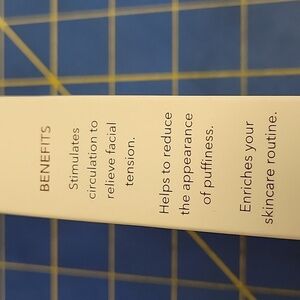 BENEFITS
Stimulates
circulation to
relieve facial
tension.
Helps to reduce
the appearance
of puffiness.
Enriches your
skincare routine.